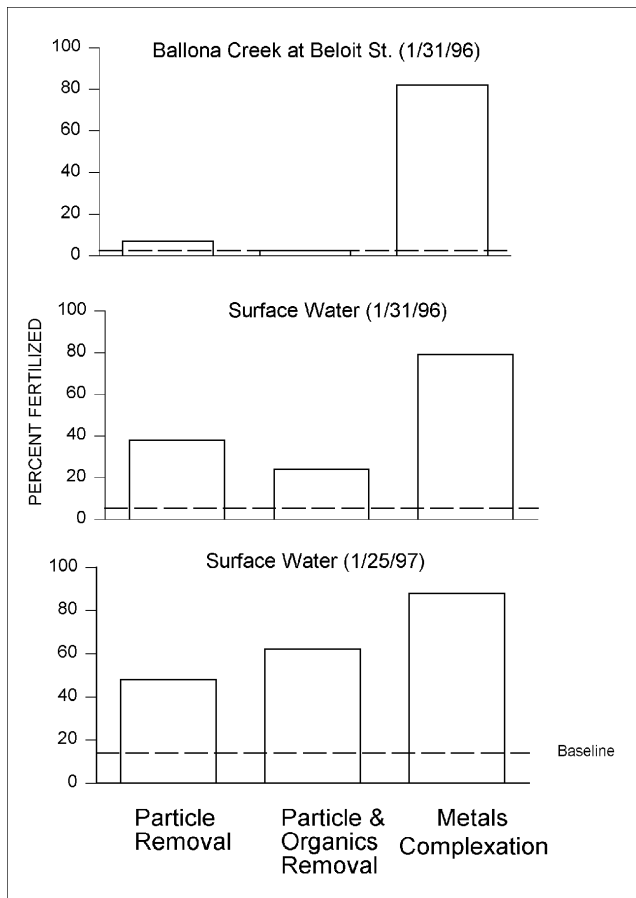 Ballona Creek at Beloit St. (1/31/96)
100
80
60
40
20
0
Surface Water (1/31/96)
100
80
60
40
20
0
PERCENT FERTILIZED
Surface Water (1/25/97)
100
80
60
40
20
0
Baseline
Particle
Removal
Particle &
Organics
Removal
Metals
Complexation